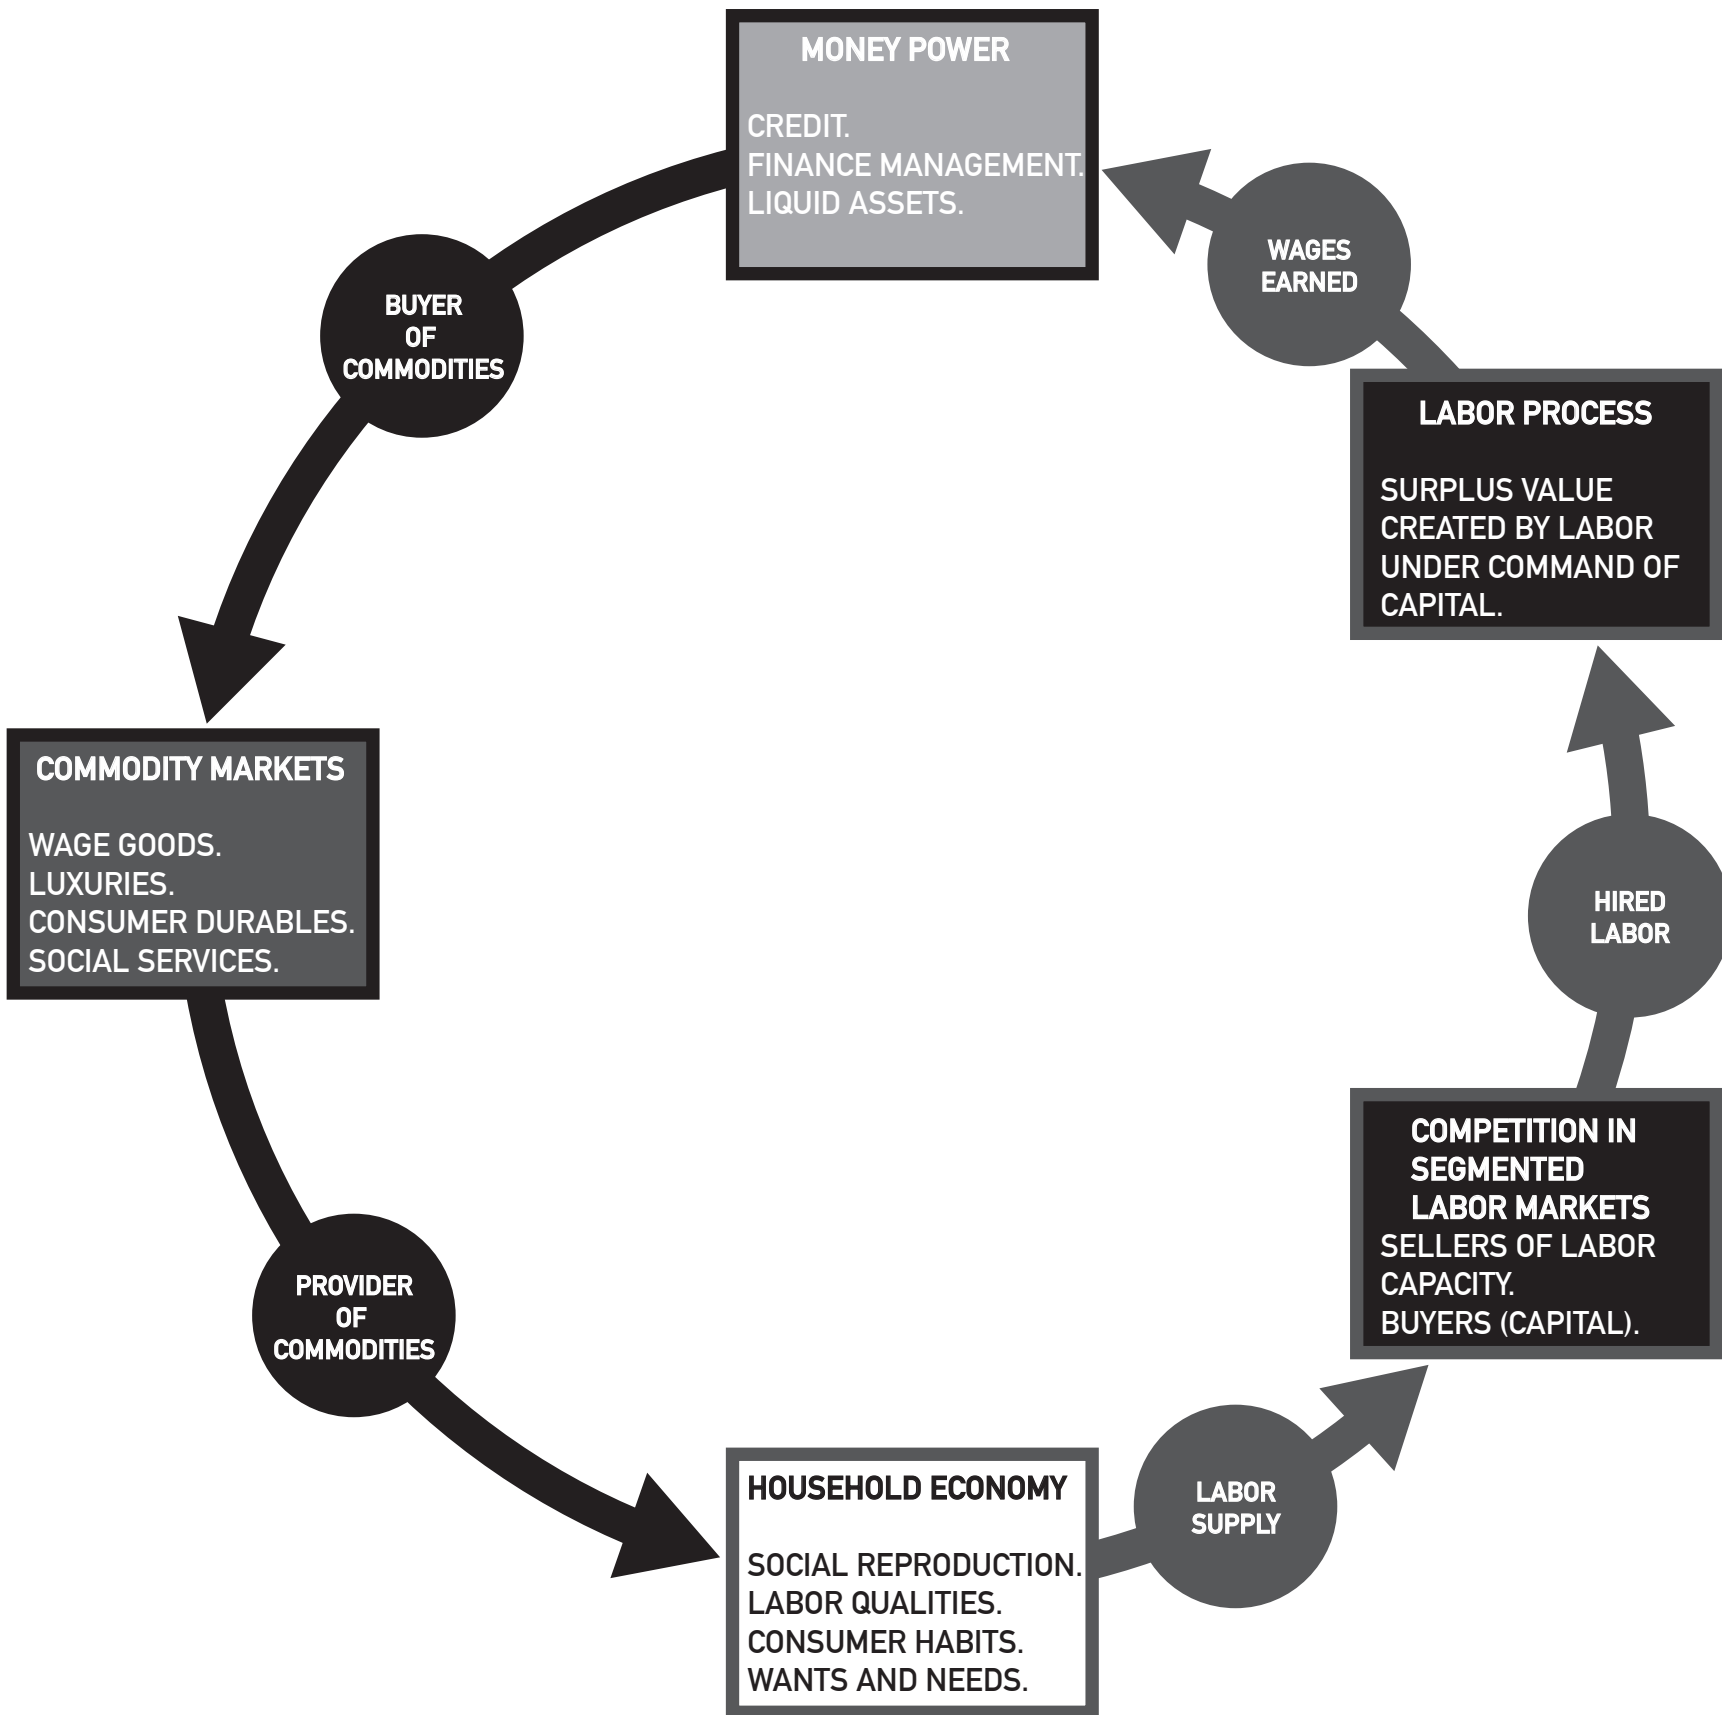 MONEY POWER
CREDIT.
FINANCE MANAGEMENT.
LIQUID ASSETS.
WAGES
EARNED
BUYER
OF
COMMODITIES
LABOR PROCESS
SURPLUS VALUE
CREATED BY LABOR
UNDER COMMAND OF
CAPITAL.
COMMODITY MARKETS
WAGE GOODS.
LUXURIES.
CONSUMER DURABLES.
SOCIAL SERVICES.
HIRED
LABOR
COMPETITION IN
SEGMENTED
LABOR MARKETS
SELLERS OF LABOR
CAPACITY.
BUYERS (CAPITAL).
PROVIDER
OF
COMMODITIES
HOUSEHOLD ECONOMY
SOCIAL REPRODUCTION.
LABOR QUALITIES.
CONSUMER HABITS.
WANTS AND NEEDS.
LABOR
SUPPLY